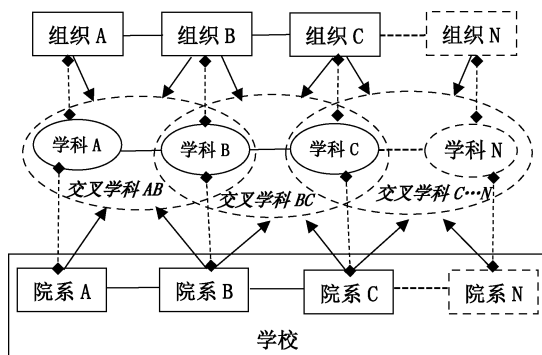 组织 A 组织 B 组织 C 组织 N
学科 A 学科 B 学科 C 学科 N
交叉学科 AB 交叉学科 BC 交叉学科 C…N
院系 A 院系 B 院系 C 院系 N
学校